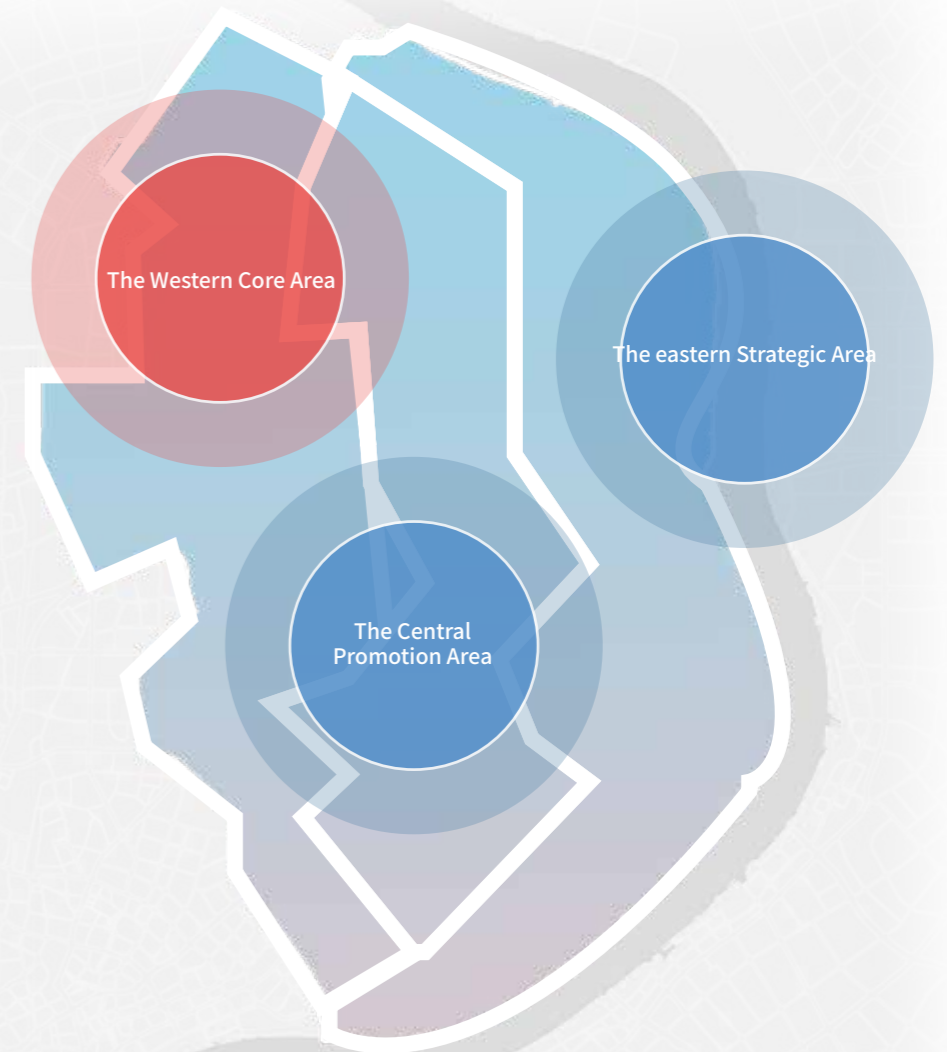 The Western Core Area
The eastern Strategic Area
The Central
Promotion Area